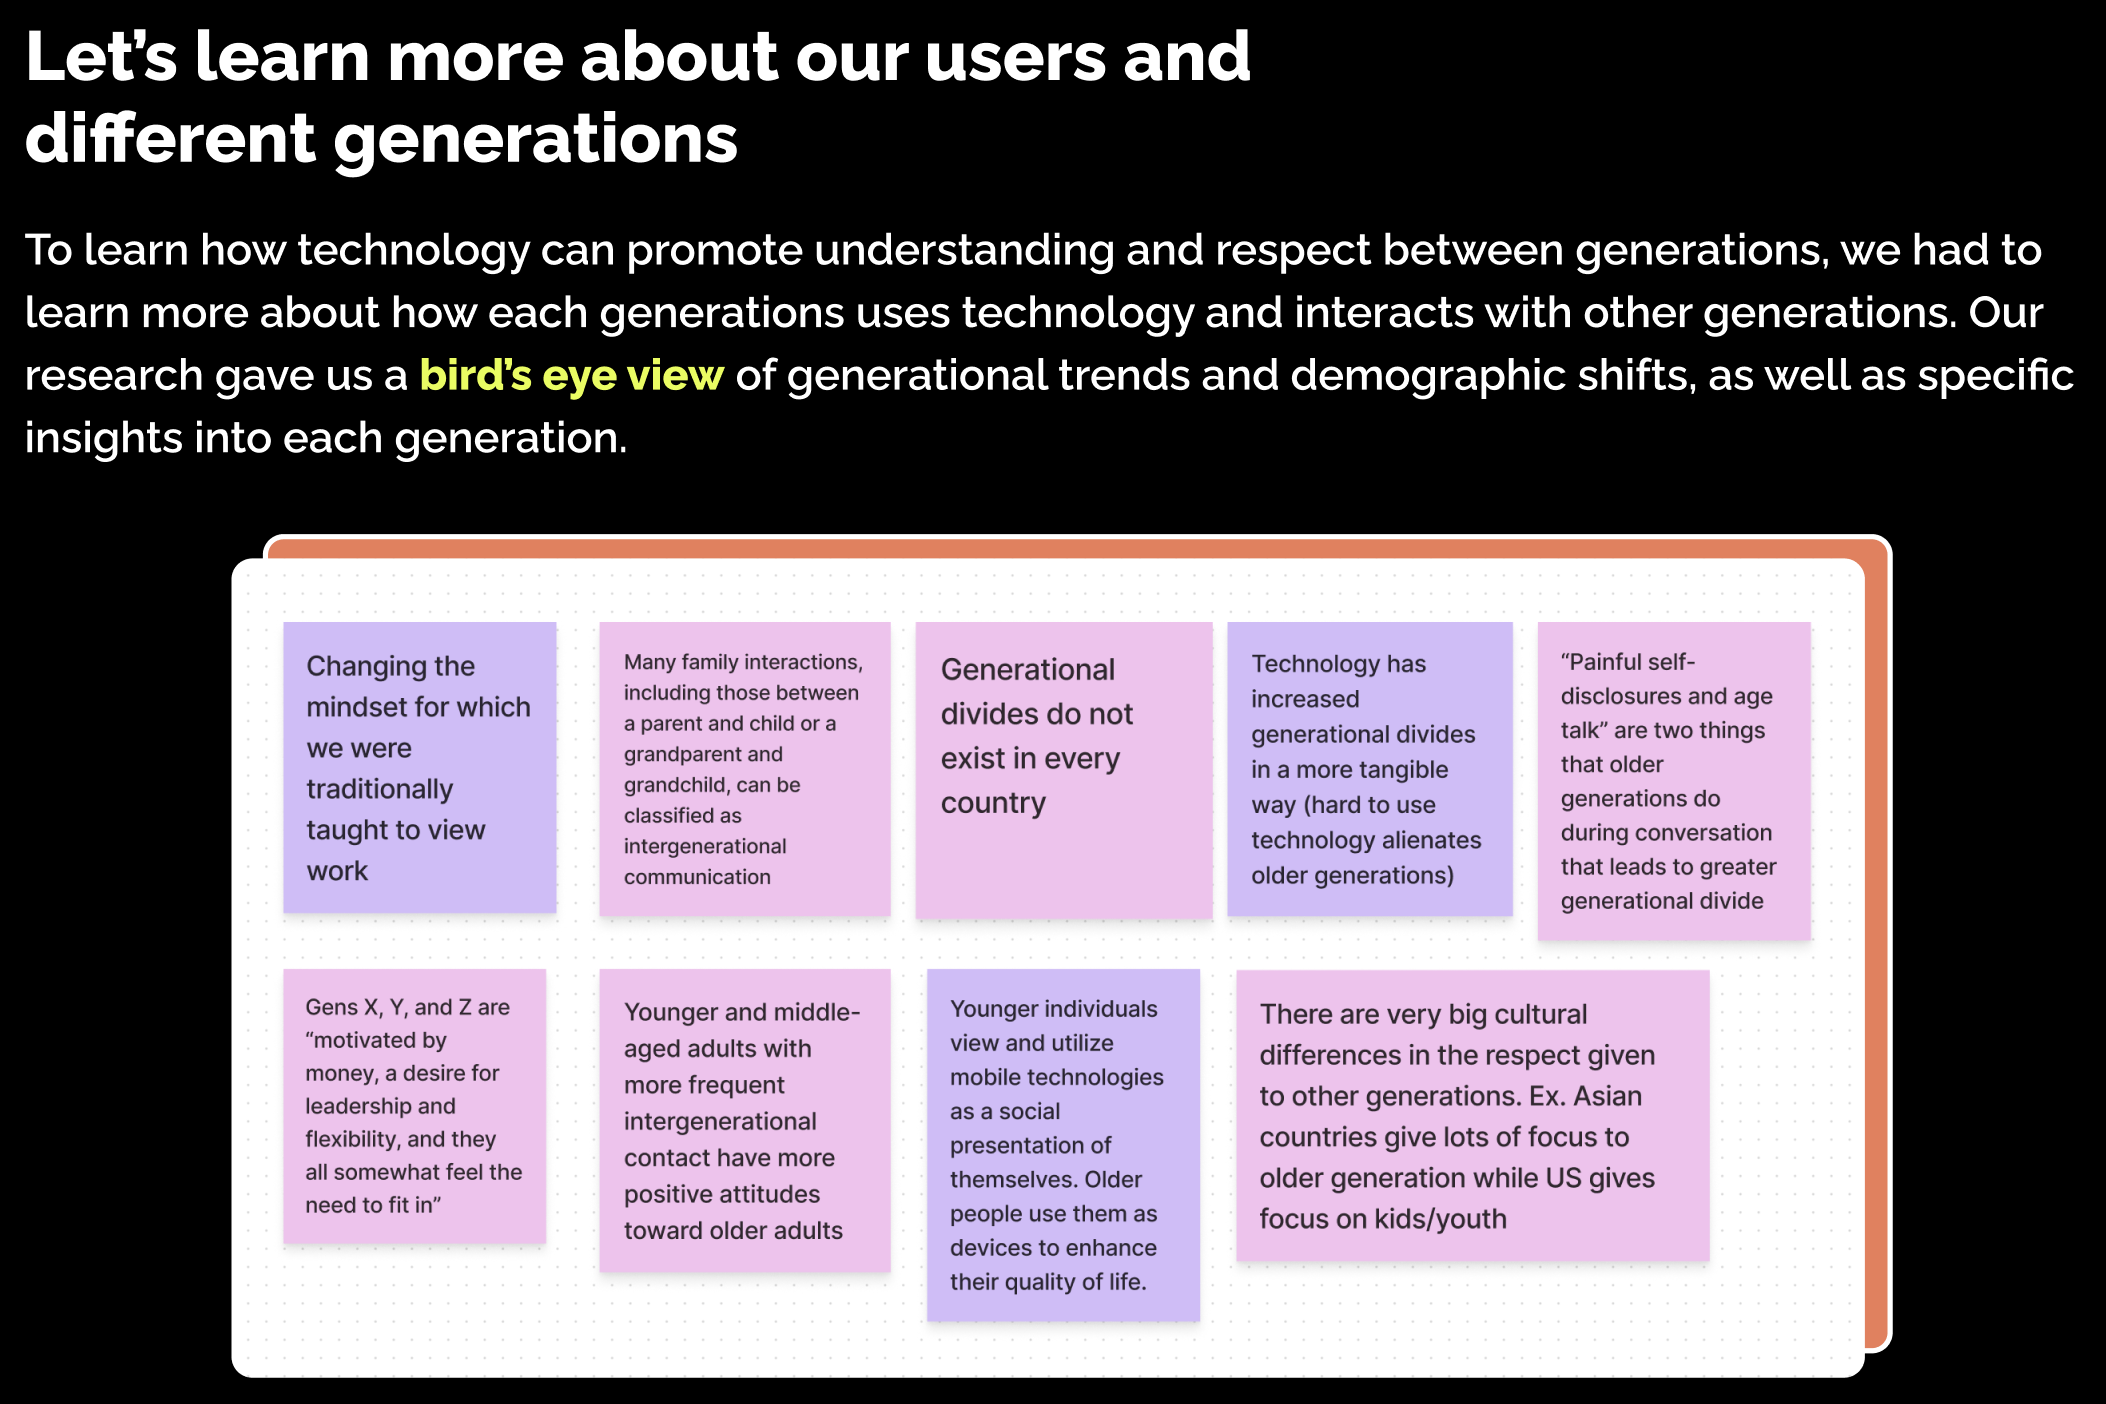 Let’s learn more about our users and
different generations
To learn how technology can promote understanding and respect between generations, we had to
learn more about how each generations uses technology and interacts with other generations. Our
research gave us a bird’s eye view of generational trends and demographic shifts, as well as specific
insights into each generation.
Changing the
mindset for which
we were
traditionally
taught to view
work
Many family interactions,
including those between
a parent and child or a
grandparent and
grandchild, can be
classified as
intergenerational
communication
Generational
divides do not
exist in every
country
Technology has
increased
generational divides
in a more tangible
way (hard to use
technology alienates
older generations)
“Painful self-
disclosures and age
talk” are two things
that older
generations do
during conversation
that leads to greater
generational divide
Gens X, Y, and Z are
“motivated by
money, a desire for
leadership and
flexibility, and they
all somewhat feel the
need to fit in”
Younger and middle-
aged adults with
more frequent
intergenerational
contact have more
positive attitudes
toward older adults
Younger individuals
view and utilize
mobile technologies
as a social
presentation of
themselves. Older
people use them as
devices to enhance
their quality of life.
There are very big cultural
differences in the respect given
to other generations. Ex. Asian
countries give lots of focus to
older generation while US gives
focus on kids/youth